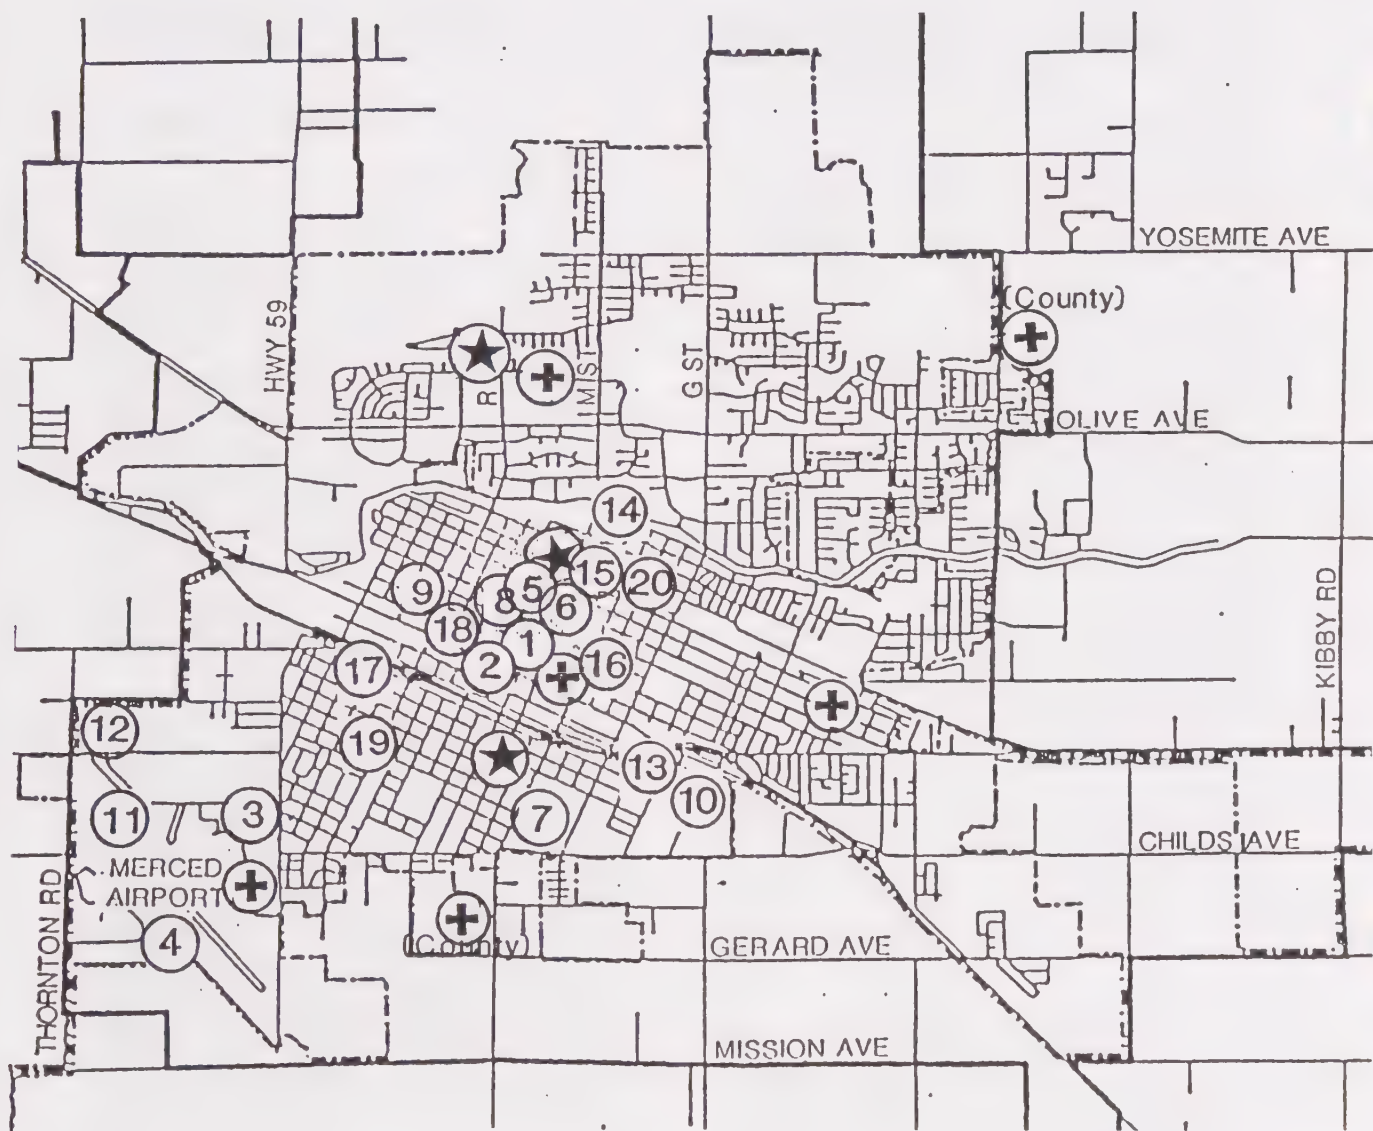 YOSEMITE AVE
(County)
HWY 59
R
M ST
G ST
OLIVE AVE
14
15
20
9
5
8
6
18
1
16
2
17
KIBBY RD
12
19
13
10
11
3
7
CHILDS AVE
MERCED
AIRPORT
THORNTON RD
4
(County)
GERARD AVE
MISSION AVE